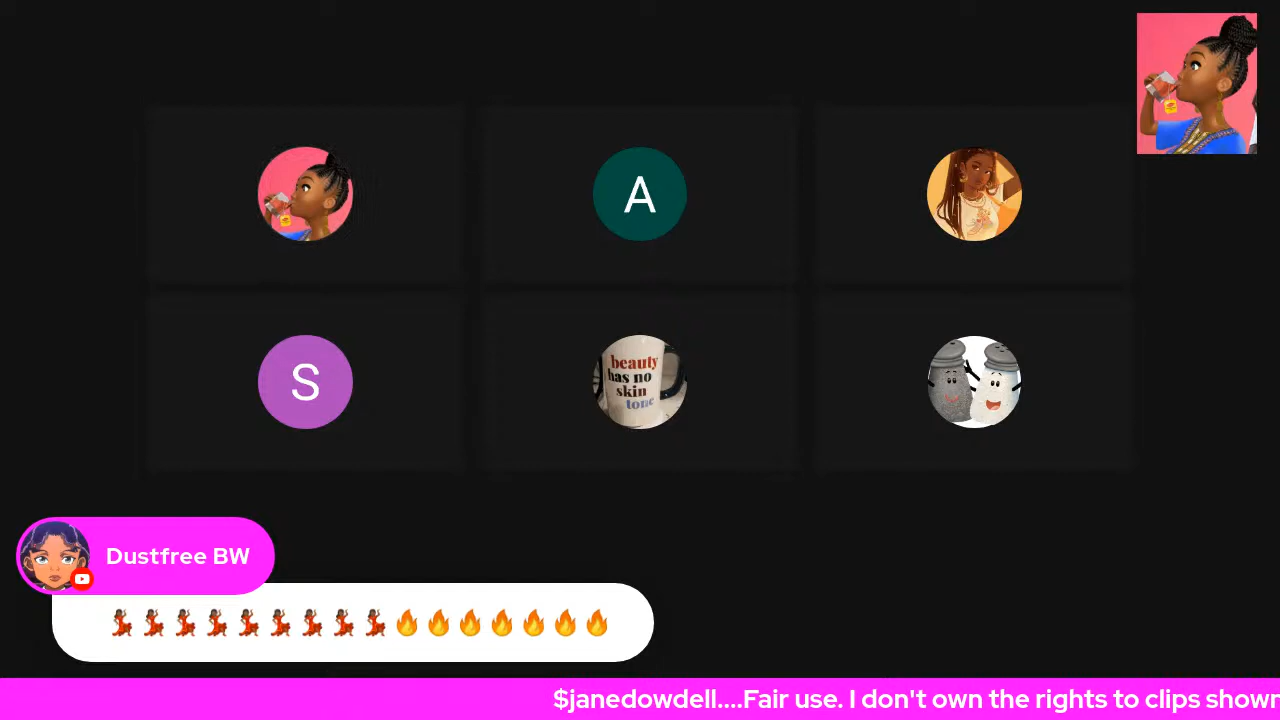 A
S
beauty
has no
skin
tone
Dustfree BW
💃🏾💃🏾💃🏾💃🏾💃🏾💃🏾💃🏾💃🏾💃🏾🔥🔥🔥🔥🔥🔥🔥
$janedowdell....Fair use. I don't own the rights to clips shown